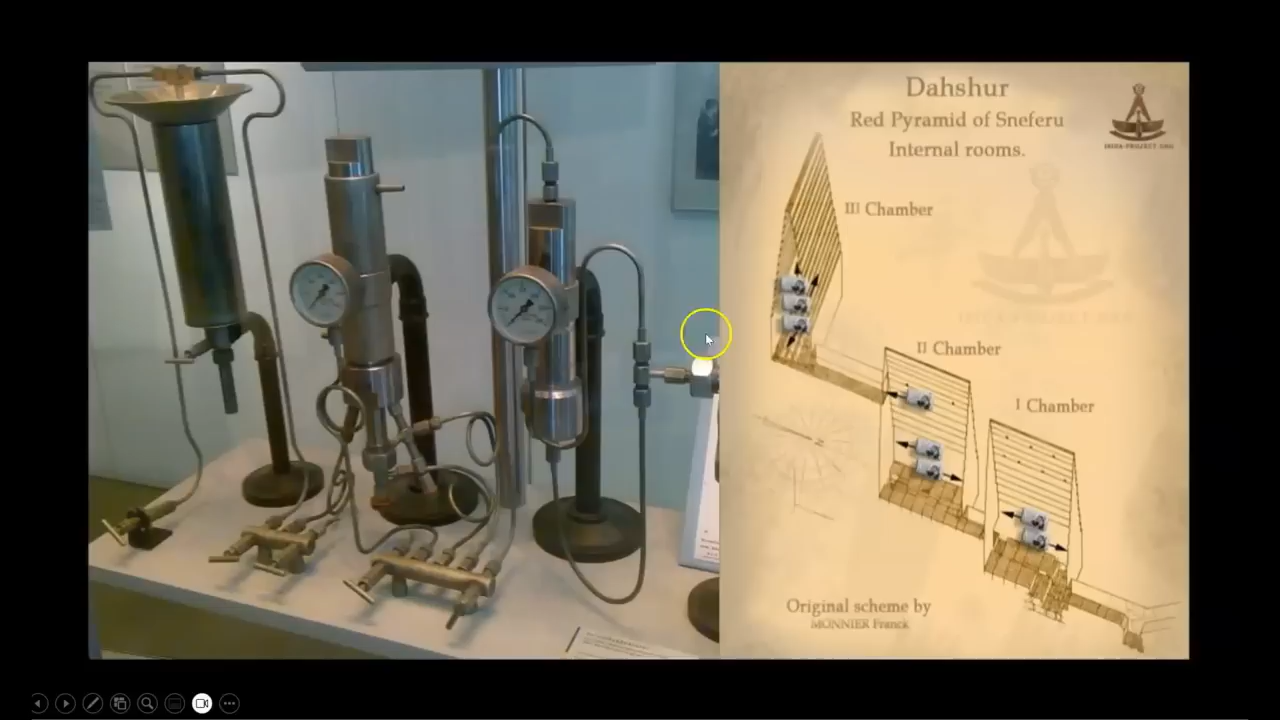 Dahshur
Red Pyramid of Sneferu
Internal rooms.
III Chamber
II Chamber
I Chamber
Original scheme by
MONNIER Franck